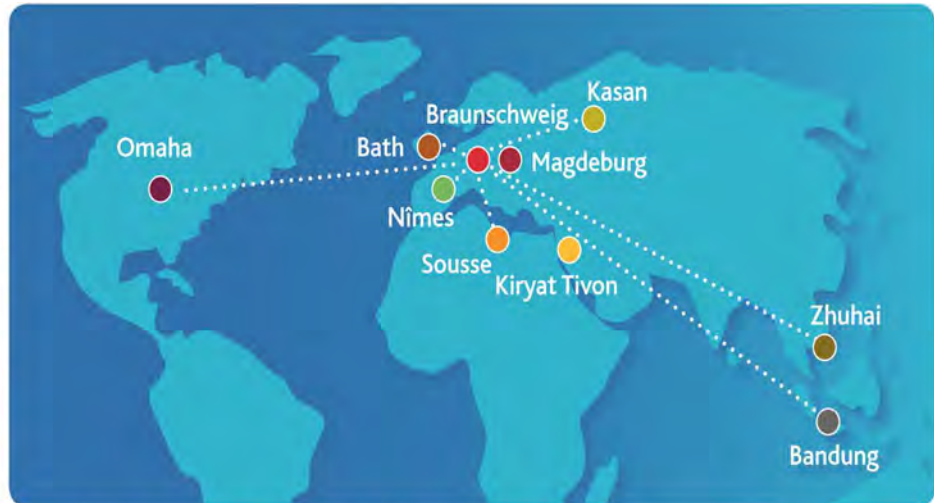 Kasan
Braunschweig
Omaha
Bath
Magdeburg
Nîmes
Sousse
Kiryat Tivon
Zhuhai
Bandung